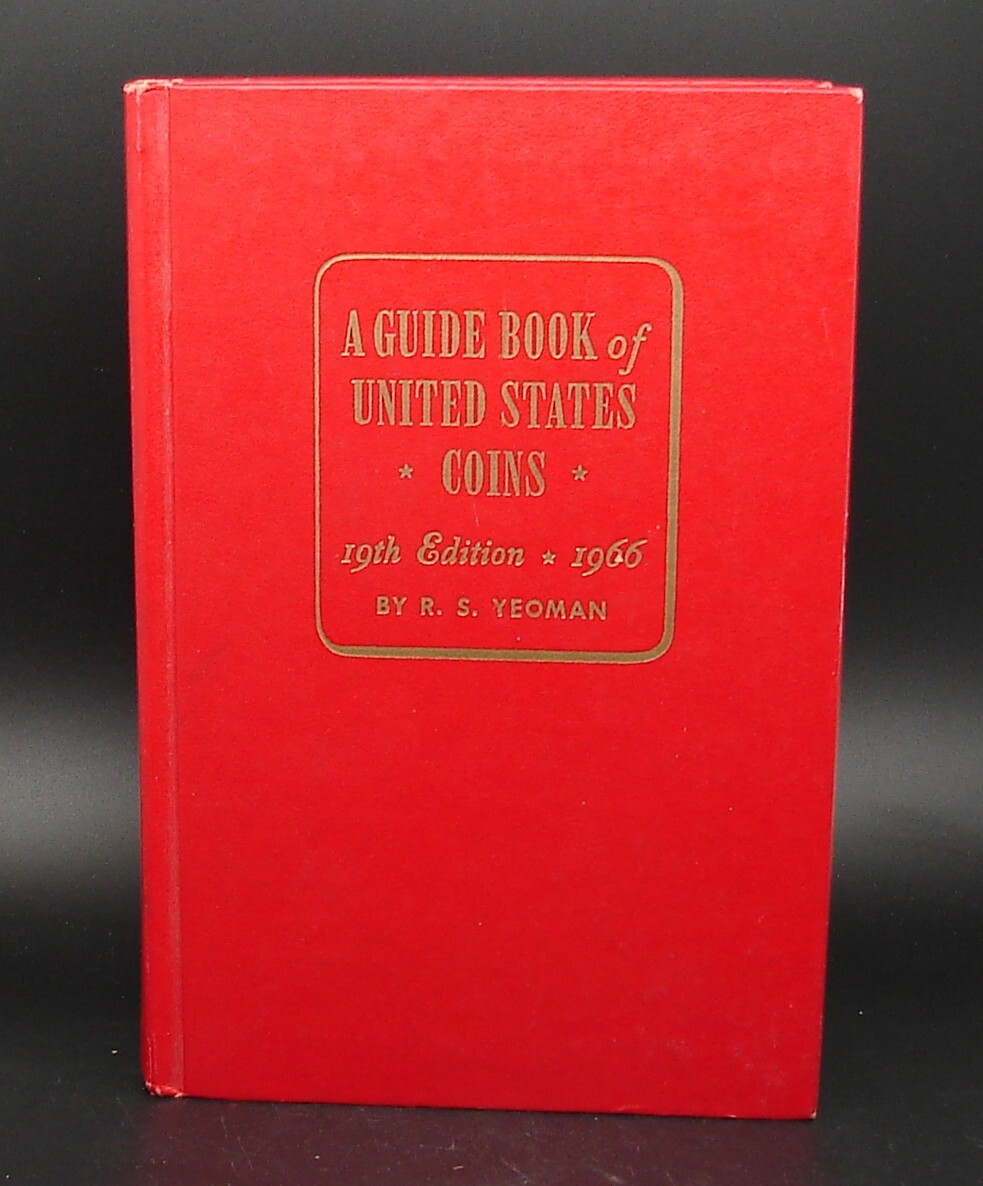 A GUIDE BOOK of
UNITED STATES
★ COINS ★
19th Edition ★ 1966
BY R. S. YEOMAN